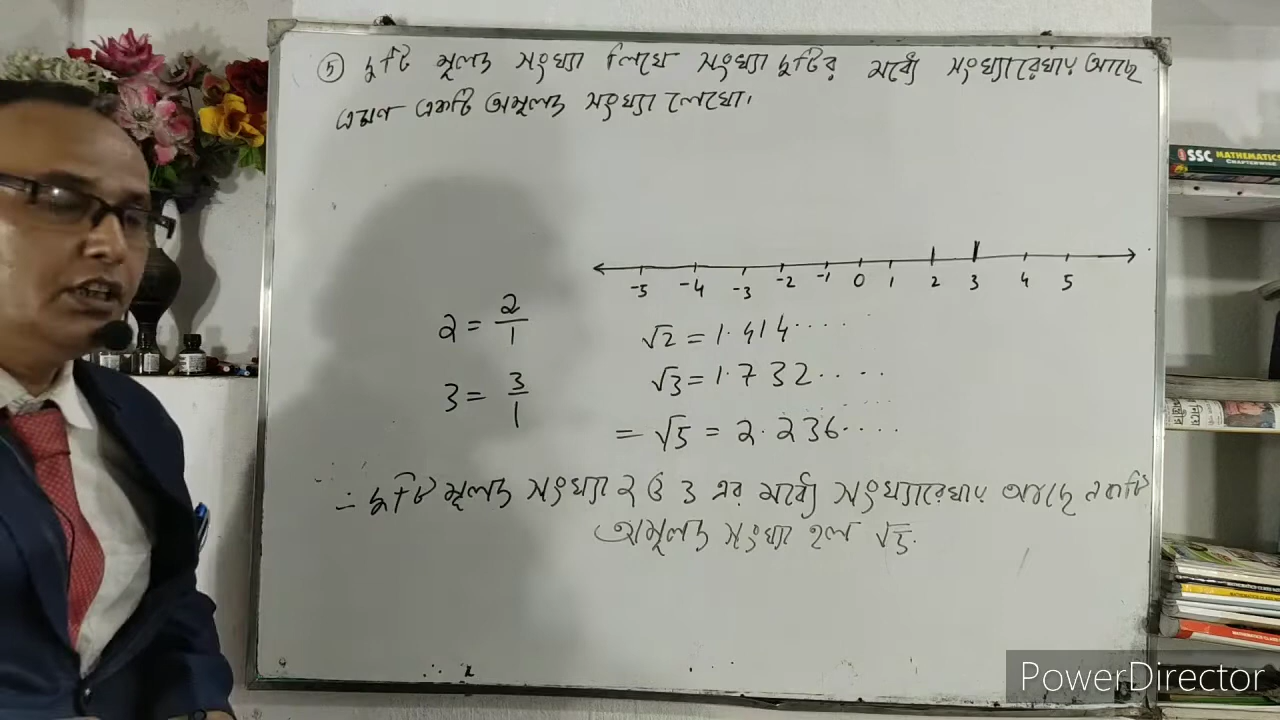 ৫ দুটি মূলদ সংখ্যা লিখে সংখ্যা দুটির মধ্যে সংখ্যারেখায় আছে
এমন একটি অমূলদ সংখ্যা লেখো।
-5 -4 -3 -2 -1 0 1 2 3 4 5
2 = 2/1
√2 = 1.414.....
3 = 3/1
√3 = 1.732....
= √5 = 2.236....
∴ দুটি মূলদ সংখ্যা 2 ও 3 এর মধ্যে সংখ্যারেখায় আছে একটি
অমূলদ সংখ্যা হল √5.
SSC MATHEMATICS
CHAPTERWISE
PowerDirector